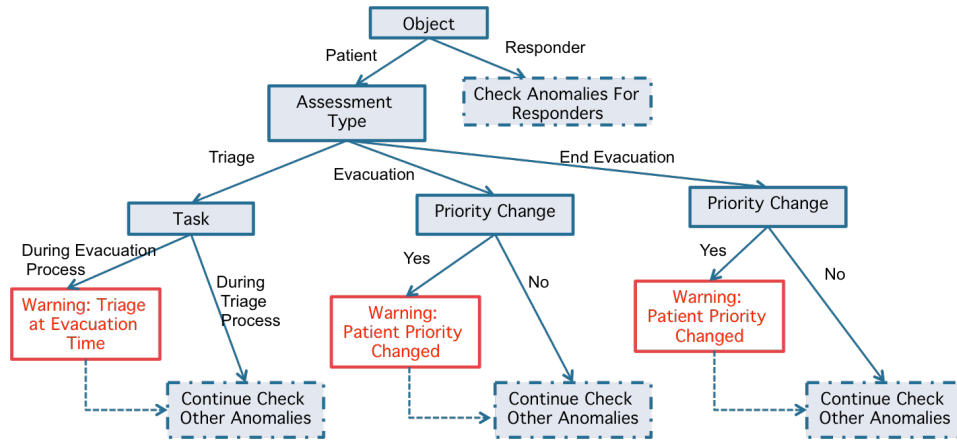 Object
Patient
Responder
Assessment
Type
Check Anomalies For
Responders
Triage
Evacuation
End Evacuation
Task
Priority Change
Priority Change
During Evacuation
Process
During
Triage
Process
Yes
No
Yes
No
Warning: Triage
at Evacuation
Time
Warning:
Patient Priority
Changed
Warning:
Patient Priority
Changed
Continue Check
Other Anomalies
Continue Check
Other Anomalies
Continue Check
Other Anomalies